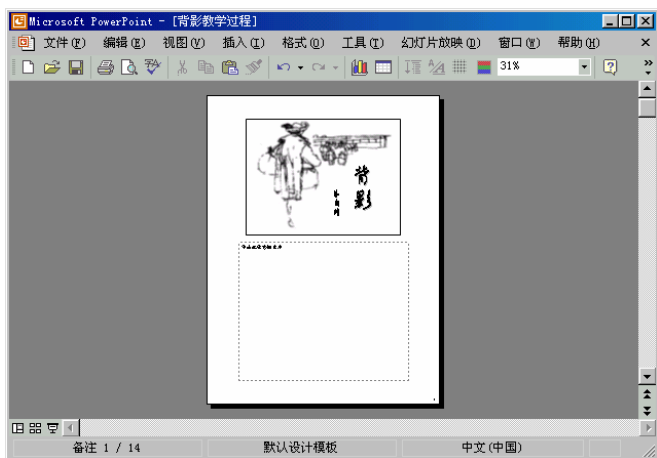 Microsoft PowerPoint - [背影教学过程]
文件(F) 编辑(E) 视图(V) 插入(I) 格式(O) 工具(T) 幻灯片放映(D) 窗口(W) 帮助(H)
31%
背影
备注 1 / 14 默认设计模板 中文(中国)